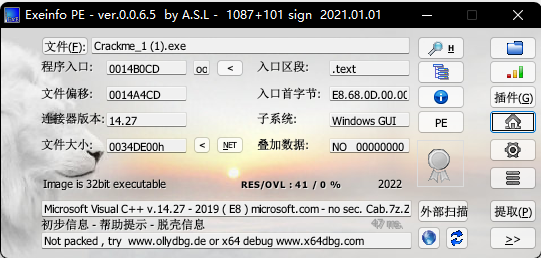 Exeinfo PE - ver.0.0.6.5 by A.S.L - 1087+101 sign 2021.01.01
文件(F): Crackme_1 (1).exe H
程序入口: 0014B0CD oo < 入口区段: .text
文件偏移: 0014A4CD 入口首字节: E8.68.0D.00.00 插件(G)
连接器版本: 14.27 子系统: Windows GUI PE
文件大小: 0034DE00h < NET 叠加数据: NO 00000000
Image is 32bit executable RES/OVL : 41 / 0 % 2022
Microsoft Visual C++ v.14.27 - 2019 ( E8 ) microsoft.com - no sec. Cab.7z.Z 外部扫描 提取(P)
初步信息 - 帮助提示 - 脱壳信息 47 ms.
Not packed , try www.ollydbg.de or x64 debug www.x64dbg.com >>